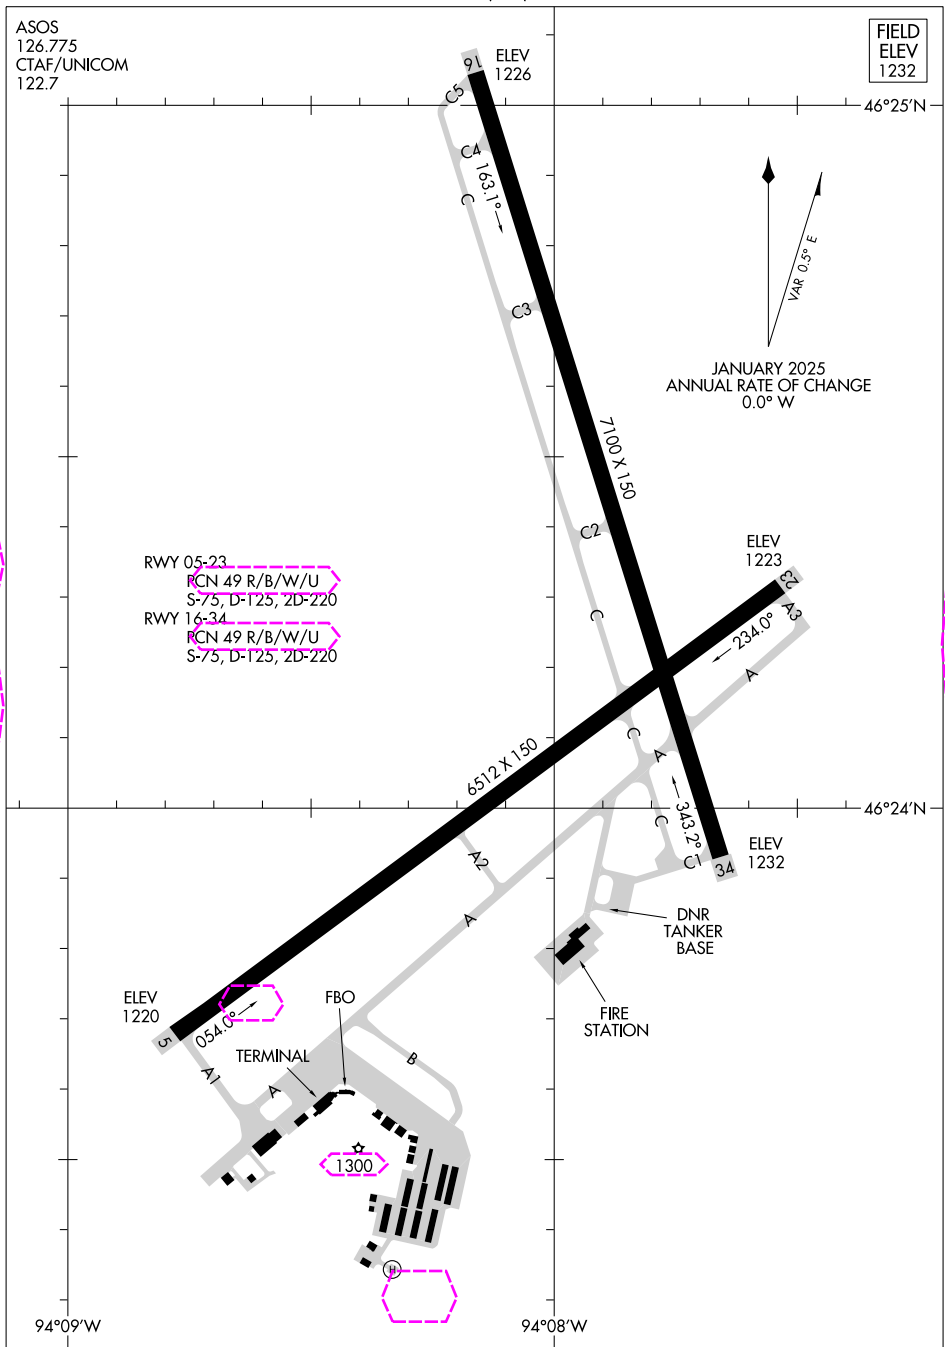 ASOS
126.775
CTAF/UNICOM
122.7
FIELD
ELEV
1232
16
ELEV
1226
46°25'N
C5
C4
163.1°
C
C3
VAR 0.5° E
JANUARY 2025
ANNUAL RATE OF CHANGE
0.0° W
7100 X 150
C2
RWY 05-23
PCN 49 R/B/W/U
S-75, D-125, 2D-220
RWY 16-34
PCN 49 R/B/W/U
S-75, D-125, 2D-220
ELEV
1223
23
A3
234.0°
A
C
C
A
6512 X 150
46°24'N
343.2°
C
C1
34
ELEV
1232
A2
A
DNR
TANKER
BASE
FIRE
STATION
ELEV
1220
5
054.0°
FBO
TERMINAL
A1
A
B
1300
H
94°09'W
94°08'W